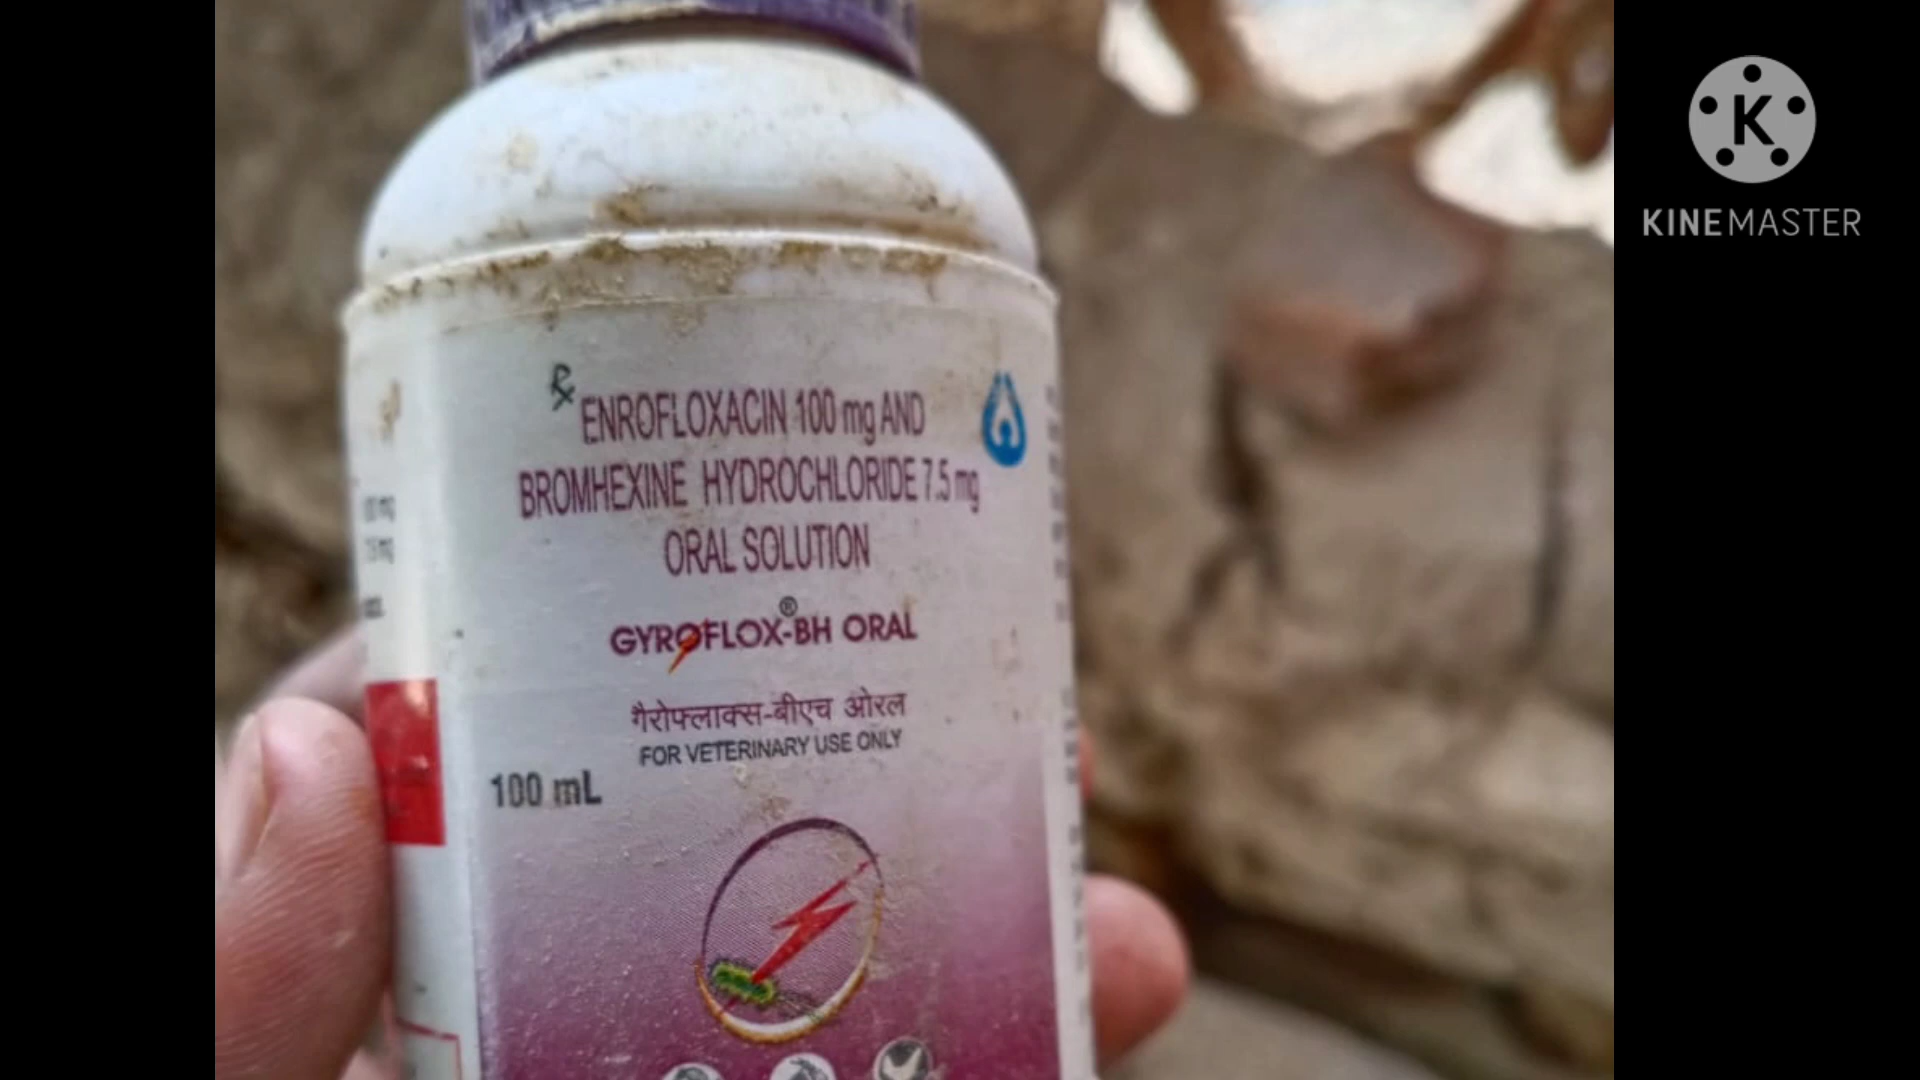 ℞ ENROFLOXACIN 100 mg AND
BROMHEXINE HYDROCHLORIDE 7.5 mg
ORAL SOLUTION
GYROFLOX-BH® ORAL
गैरोफ्लाक्स-बीएच ओरल
FOR VETERINARY USE ONLY
100 mL
K
KINEMASTER